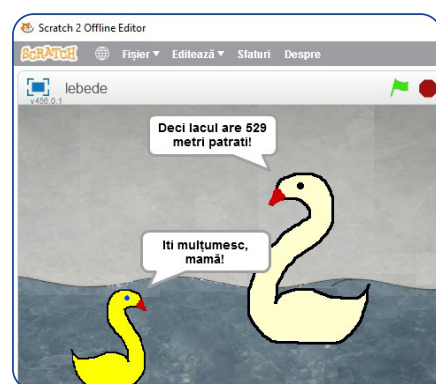 Scratch 2 Offline Editor
SCRATCH Fișier Editează Sfaturi Despre
lebede
v456.0.1
Deci lacul are 529
metri patrati!
Iti mulțumesc,
mamă!